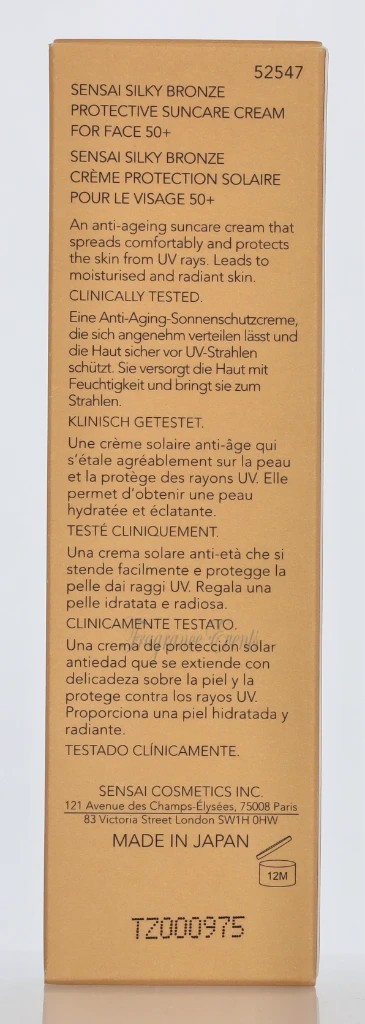 52547
SENSAI SILKY BRONZE
PROTECTIVE SUNCARE CREAM
FOR FACE 50+
SENSAI SILKY BRONZE
CRÈME PROTECTION SOLAIRE
POUR LE VISAGE 50+
An anti-ageing suncare cream that
spreads comfortably and protects
the skin from UV rays. Leads to
moisturised and radiant skin.
CLINICALLY TESTED.
Eine Anti-Aging-Sonnenschutzcreme,
die sich angenehm verteilen lässt und
die Haut sicher vor UV-Strahlen
schützt. Sie versorgt die Haut mit
Feuchtigkeit und bringt sie zum
Strahlen.
KLINISCH GETESTET.
Une crème solaire anti-âge qui
s'étale agréablement sur la peau
et la protège des rayons UV. Elle
permet d'obtenir une peau
hydratée et éclatante.
TESTÉ CLINIQUEMENT.
Una crema solare anti-età che si
stende facilmente e protegge la
pelle dai raggi UV. Regala una
pelle idratata e radiosa.
CLINICAMENTE TESTATO.
Una crema de protección solar
antiedad que se extiende con
delicadeza sobre la piel y la
protege contra los rayos UV.
Proporciona una piel hidratada y
radiante.
TESTADO CLÍNICAMENTE.
SENSAI COSMETICS INC.
121 Avenue des Champs-Élysées, 75008 Paris
83 Victoria Street London SW1H 0HW
MADE IN JAPAN
12M
TZ000975